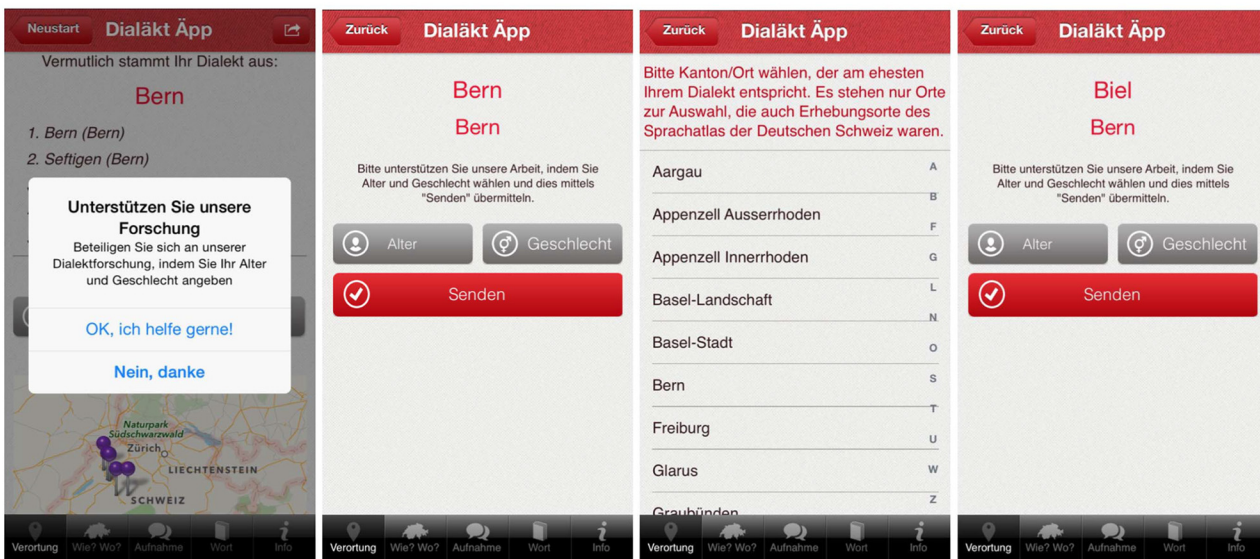 Neustart
Dialäkt Äpp
Vermutlich stammt Ihr Dialekt aus:
Bern
1. Bern (Bern)
2. Seftigen (Bern)
Unterstützen Sie unsere
Forschung
Beteiligen Sie sich an unserer
Dialektforschung, indem Sie Ihr Alter
und Geschlecht angeben
OK, ich helfe gerne!
Nein, danke
Naturpark
Südschwarzwald
Zürich
LIECHTENSTEIN
SCHWEIZ
Verortung Wie? Wo? Aufnahme Wort Info
Zurück
Dialäkt Äpp
Bern
Bern
Bitte unterstützen Sie unsere Arbeit, indem Sie
Alter und Geschlecht wählen und dies mittels
"Senden" übermitteln.
Alter
Geschlecht
Senden
Verortung Wie? Wo? Aufnahme Wort Info
Zurück
Dialäkt Äpp
Bitte Kanton/Ort wählen, der am ehesten
Ihrem Dialekt entspricht. Es stehen nur Orte
zur Auswahl, die auch Erhebungsorte des
Sprachatlas der Deutschen Schweiz waren.
Aargau
Appenzell Ausserrhoden
Appenzell Innerrhoden
Basel-Landschaft
Basel-Stadt
Bern
Freiburg
Glarus
Graubünden
A
B
F
G
L
N
O
S
T
U
W
Z
Verortung Wie? Wo? Aufnahme Wort Info
Zurück
Dialäkt Äpp
Biel
Bern
Bitte unterstützen Sie unsere Arbeit, indem Sie
Alter und Geschlecht wählen und dies mittels
"Senden" übermitteln.
Alter
Geschlecht
Senden
Verortung Wie? Wo? Aufnahme Wort Info